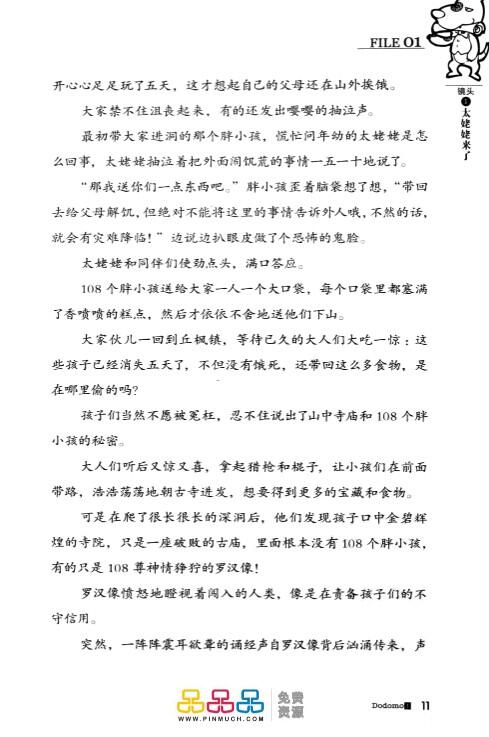 FILE 01
镜头
1
太姥姥来了
开心心足足玩了五天，这才想起自己的父母还在山外挨饿。
大家禁不住沮丧起来，有的还发出嘤嘤的抽泣声。
最初带大家进洞的那个胖小孩，慌忙问年幼的太姥姥是怎
么回事，太姥姥抽泣着把外面闹饥荒的事情一五一十地说了。
“那我送你们一点东西吧。”胖小孩歪着脑袋想了想，“带回
去给父母解饥，但绝对不能将这里的事情告诉外人哦，不然的话，
就会有灾难降临！”边说边扒眼皮做了个恐怖的鬼脸。
太姥姥和同伴们使劲点头，满口答应。
108 个胖小孩送给大家一人一个大口袋，每个口袋里都塞满
了香喷喷的糕点，然后才依依不舍地送他们下山。
大家伙儿一回到丘枫镇，等待已久的大人们大吃一惊：这
些孩子已经消失五天了，不但没有饿死，还带回这么多食物，是
在哪里偷的吗?
孩子们当然不愿被冤枉，忍不住说出了山中寺庙和 108 个胖
小孩的秘密。
大人们听后又惊又喜，拿起猎枪和棍子，让小孩们在前面
带路，浩浩荡荡地朝古寺进发，想要得到更多的宝藏和食物。
可是在爬了很长很长的深洞后，他们发现孩子口中金碧辉
煌的寺院，只是一座破败的古庙，里面根本没有 108 个胖小孩，
有的只是 108 尊神情狰狞的罗汉像！
罗汉像愤怒地瞪视着闯入的人类，像是在责备孩子们的不
守信用。
突然，一阵阵震耳欲聋的诵经声自罗汉像背后汹涌传来，声
品品品
WWW.PINMUCH.COM
免费
资源
Dodomo 1 11